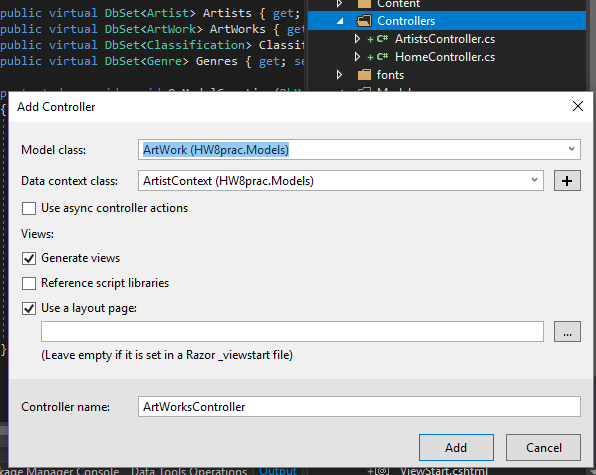 public virtual DbSet<Artist> Artists { get;
public virtual DbSet<ArtWork> ArtWorks { get
public virtual DbSet<Classification> Classif
public virtual DbSet<Genre> Genres { get; se
Content
Controllers
+ C# ArtistsController.cs
+ C# HomeController.cs
fonts
{
}
Add Controller
Model class:
ArtWork (HW8prac.Models)
Data context class:
ArtistContext (HW8prac.Models)
+
Use async controller actions
Views:
Generate views
Reference script libraries
Use a layout page:
...
(Leave empty if it is set in a Razor _viewstart file)
Controller name:
ArtWorksController
Add
Cancel
kage Manager Console Data Tools Operations Output
+[@] _ViewStart.cshtml